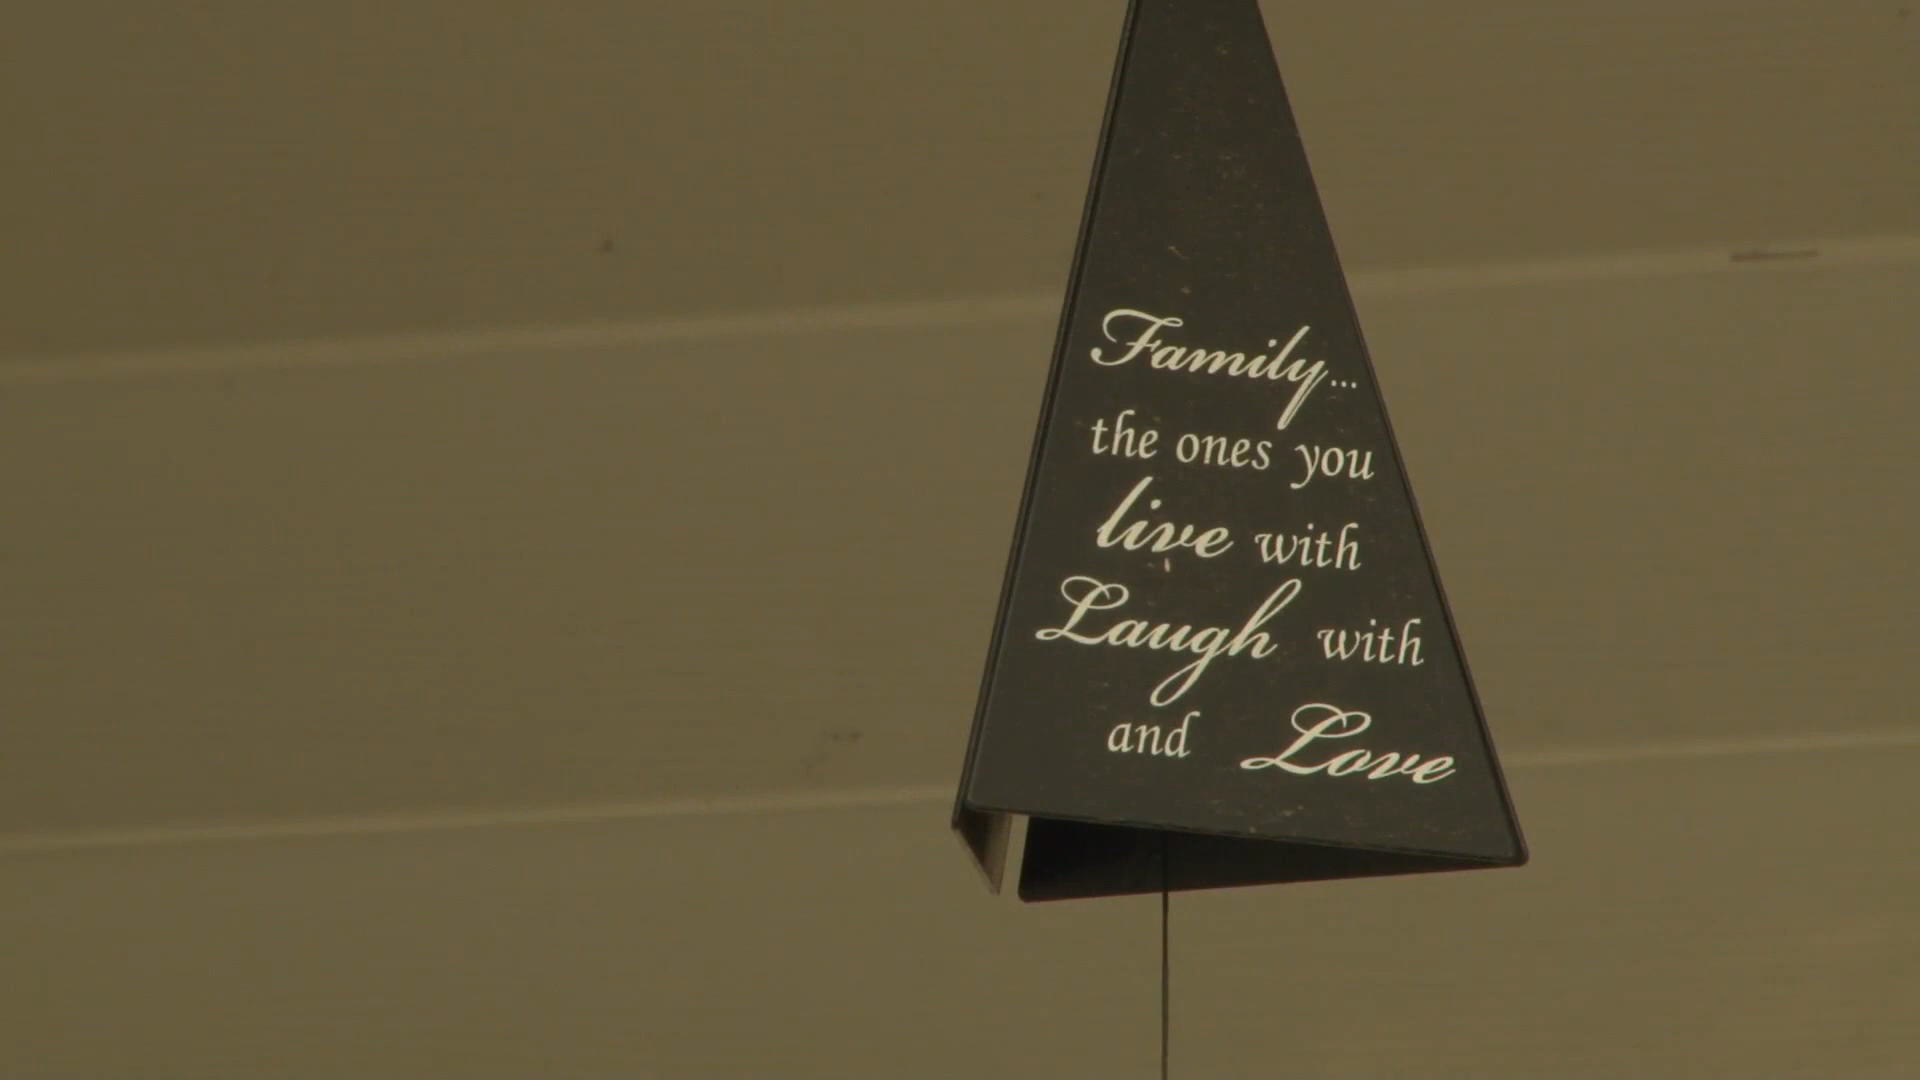 Family...
the ones you
live with
Laugh with
and Love